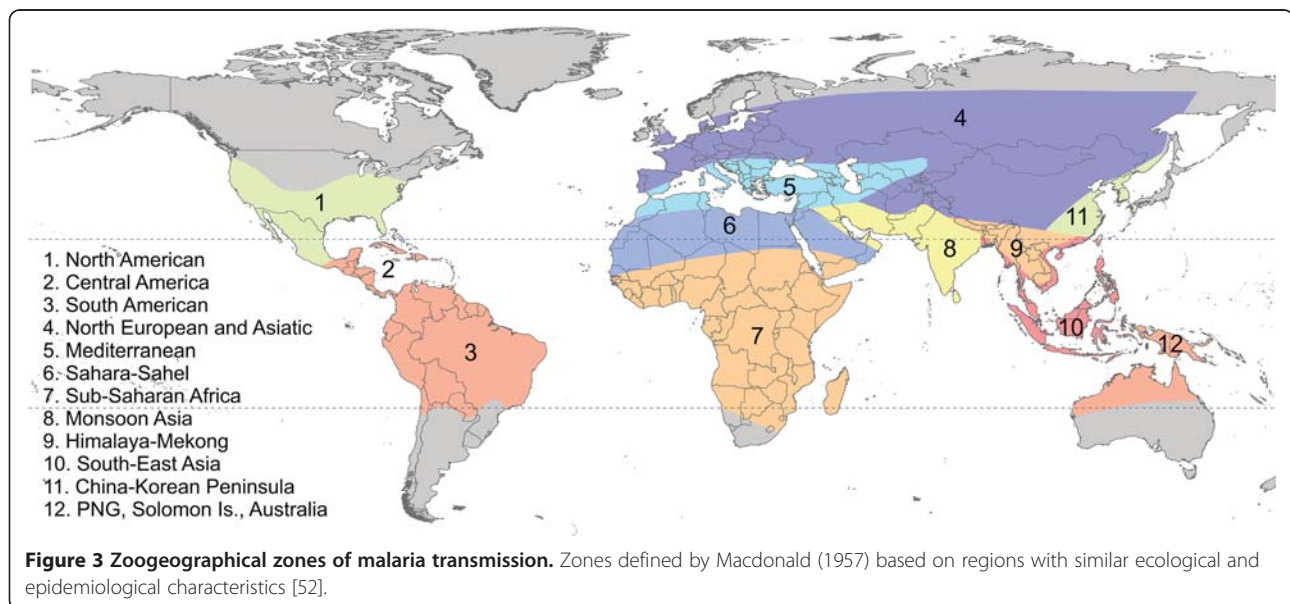 4
1
5
11
6
8
9
2
10
12
3
7
1. North American
2. Central America
3. South American
4. North European and Asiatic
5. Mediterranean
6. Sahara-Sahel
7. Sub-Saharan Africa
8. Monsoon Asia
9. Himalaya-Mekong
10. South-East Asia
11. China-Korean Peninsula
12. PNG, Solomon Is., Australia
Figure 3 Zoogeographical zones of malaria transmission. Zones defined by Macdonald (1957) based on regions with similar ecological and
epidemiological characteristics [52].